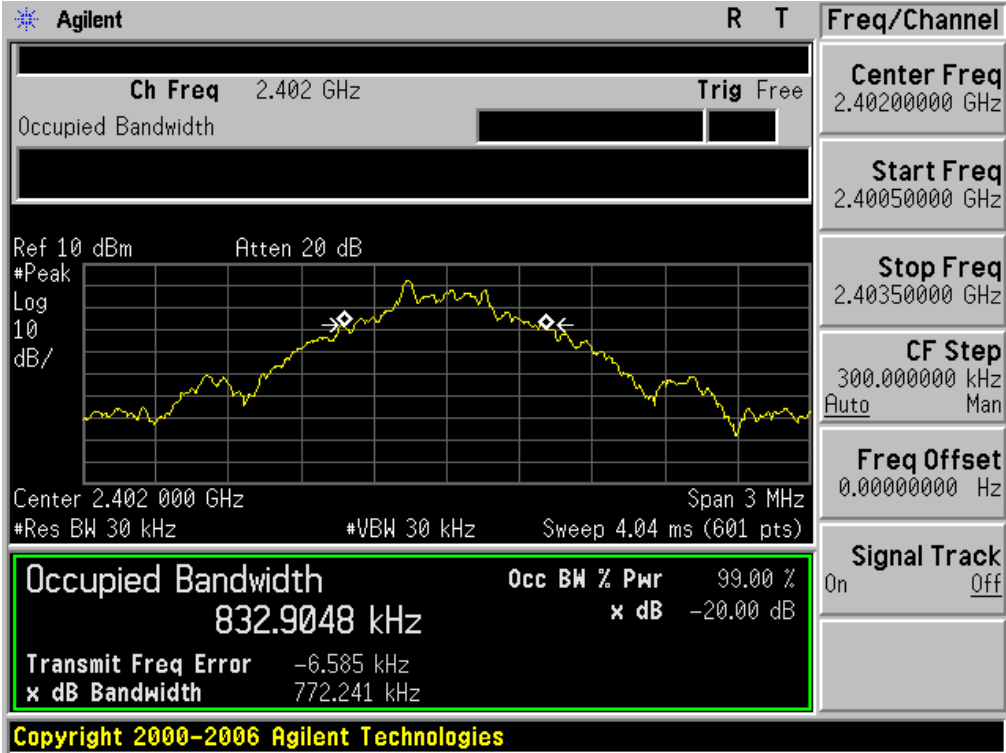 Agilent R T
Ch Freq 2.402 GHz Trig Free
Occupied Bandwidth
Ref 10 dBm Atten 20 dB
#Peak
Log
10
dB/
Center 2.402 000 GHz Span 3 MHz
#Res BW 30 kHz #VBW 30 kHz Sweep 4.04 ms (601 pts)
Occupied Bandwidth Occ BW % Pwr 99.00 %
832.9048 kHz x dB -20.00 dB
Transmit Freq Error -6.585 kHz
x dB Bandwidth 772.241 kHz
Copyright 2000-2006 Agilent Technologies
Freq/Channel
Center Freq
2.40200000 GHz
Start Freq
2.40050000 GHz
Stop Freq
2.40350000 GHz
CF Step
300.000000 kHz
Auto Man
Freq Offset
0.00000000 Hz
Signal Track
On Off